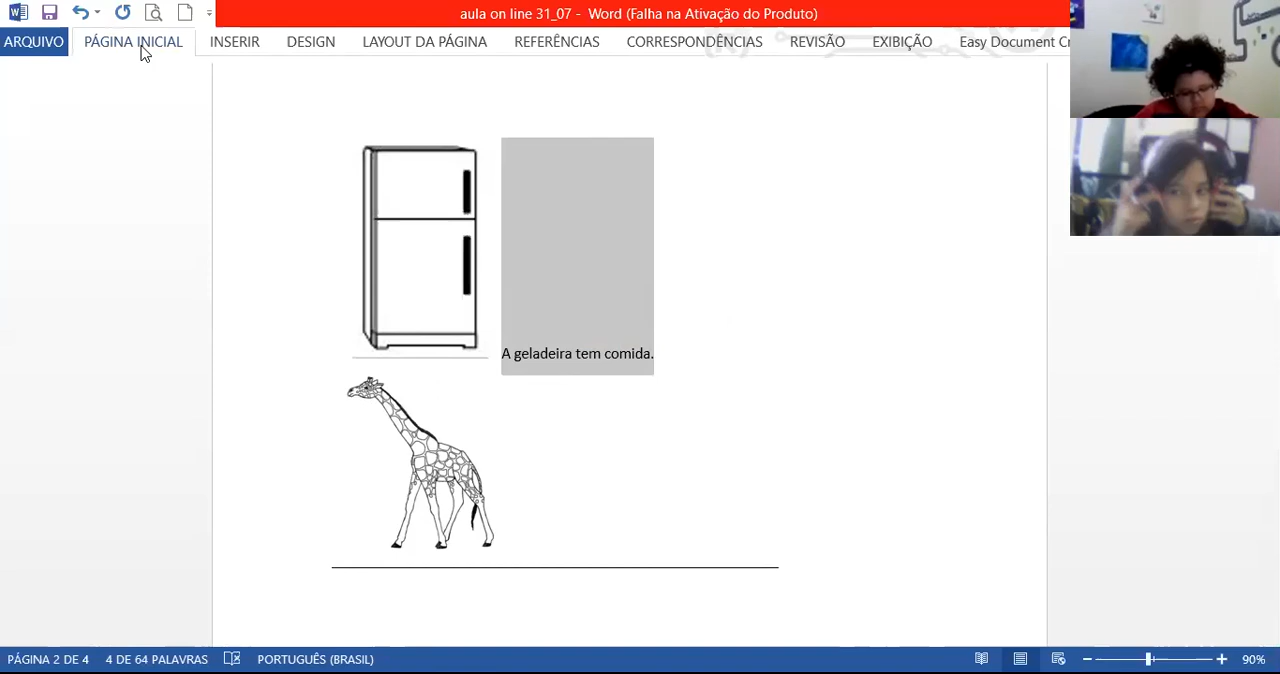 aula on line 31_07 - Word (Falha na Ativação do Produto)
ARQUIVO PÁGINA INICIAL INSERIR DESIGN LAYOUT DA PÁGINA REFERÊNCIAS CORRESPONDÊNCIAS REVISÃO EXIBIÇÃO Easy Document Cr
A geladeira tem comida.
PÁGINA 2 DE 4 4 DE 64 PALAVRAS PORTUGUÊS (BRASIL) 90%